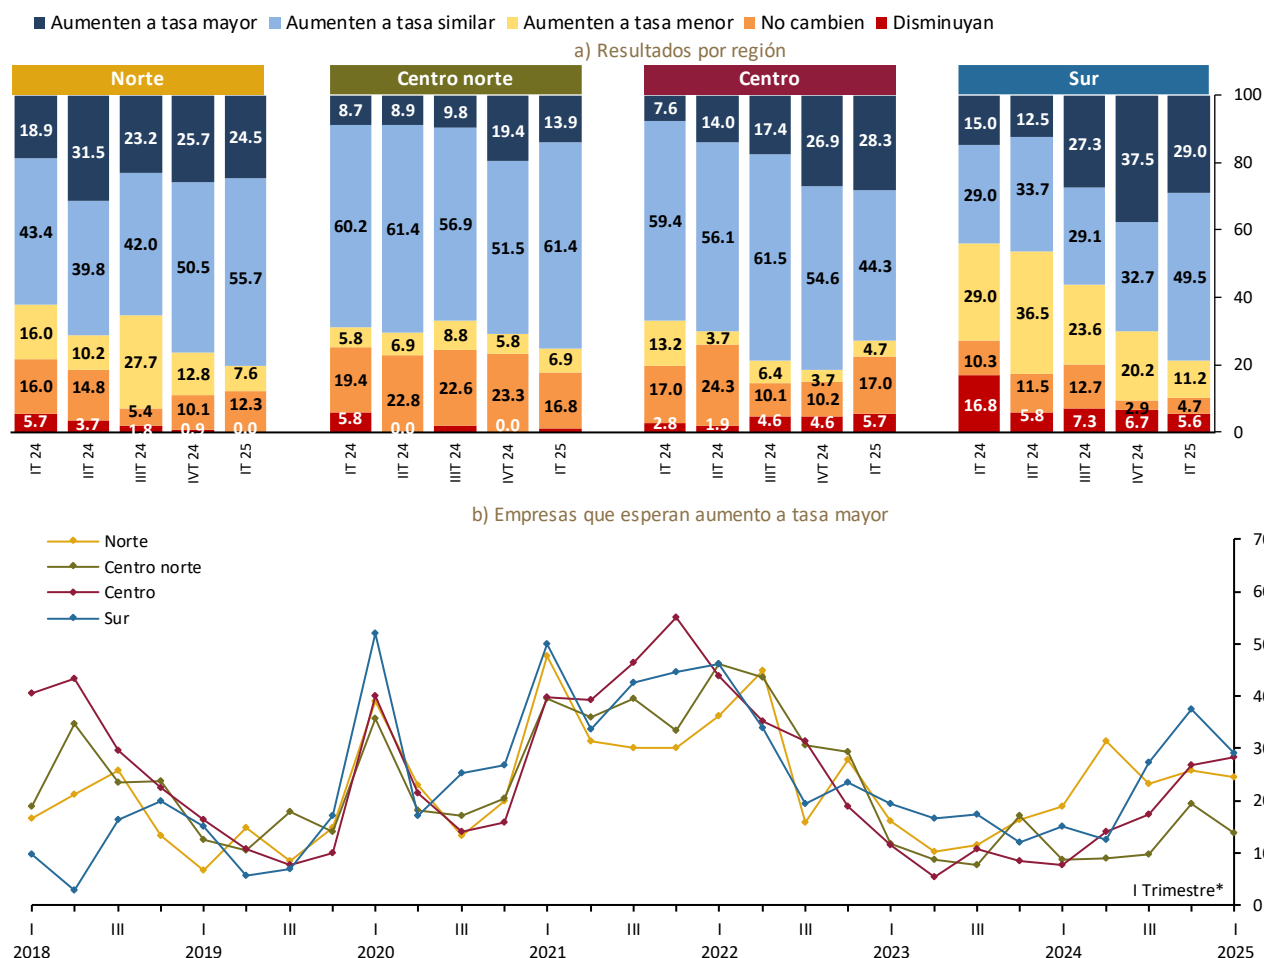 Aumenten a tasa mayor Aumenten a tasa similar Aumenten a tasa menor No cambien Disminuyan
a) Resultados por región
Norte Centro norte Centro Sur
18.9 31.5 23.2 25.7 24.5
43.4 39.8 42.0 50.5 55.7
16.0 10.2 27.7 12.8 7.6
16.0 14.8 5.4 10.1 12.3
5.7 3.7 1.8 0.9 0.0
IT 24 IIT 24 IIIT 24 IVT 24 IT 25
8.7 8.9 9.8 19.4 13.9
60.2 61.4 56.9 51.5 61.4
5.8 6.9 8.8 5.8 6.9
19.4 22.8 22.6 23.3 16.8
5.8 0.0 0.0
IT 24 IIT 24 IIIT 24 IVT 24 IT 25
7.6 14.0 17.4 26.9 28.3
59.4 56.1 61.5 54.6 44.3
13.2 3.7 6.4 3.7 4.7
17.0 24.3 10.1 10.2 17.0
2.8 1.9 4.6 4.6 5.7
IT 24 IIT 24 IIIT 24 IVT 24 IT 25
15.0 12.5 27.3 37.5 29.0
29.0 33.7 29.1 32.7 49.5
29.0 36.5 23.6 20.2 11.2
10.3 11.5 12.7 2.9 4.7
16.8 5.8 7.3 6.7 5.6
IT 24 IIT 24 IIIT 24 IVT 24 IT 25
100
80
60
40
20
0
b) Empresas que esperan aumento a tasa mayor
Norte
Centro norte
Centro
Sur
70
60
50
40
30
20
10
0
I Trimestre*
I III I III I III I III I III I III I III I
2018 2019 2020 2021 2022 2023 2024 2025